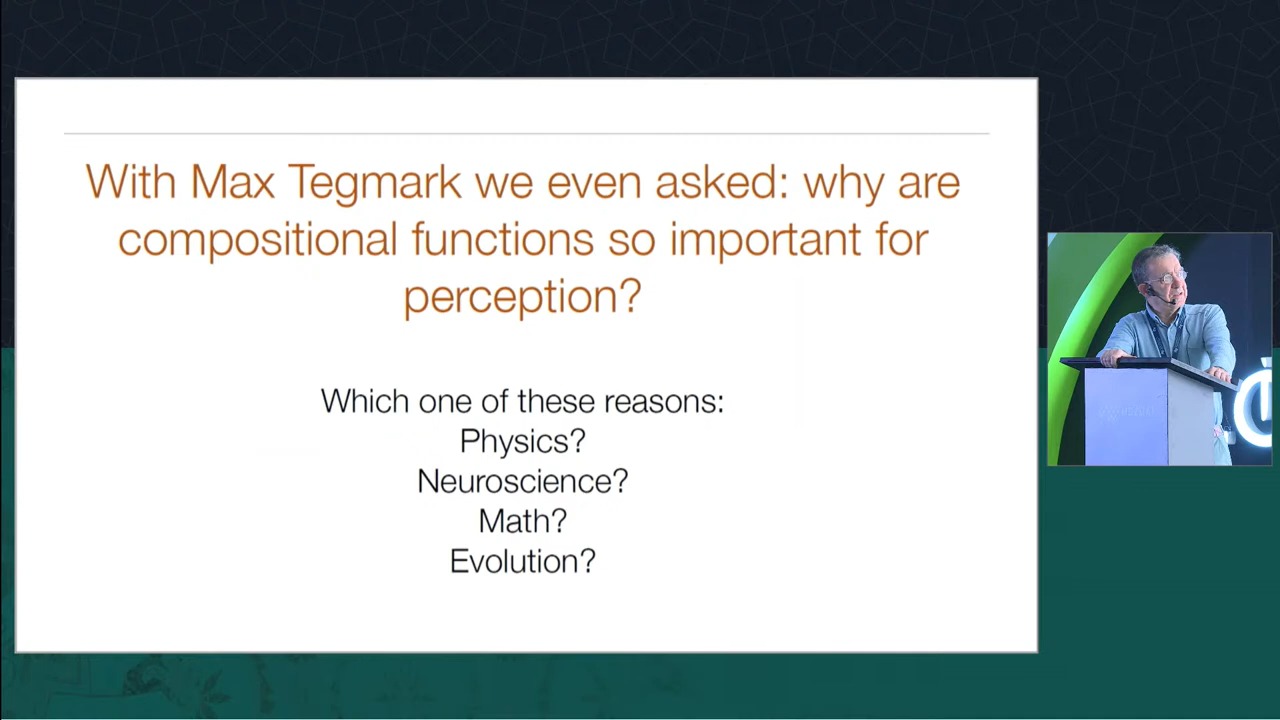 With Max Tegmark we even asked: why are
compositional functions so important for
perception?
Which one of these reasons:
Physics?
Neuroscience?
Math?
Evolution?